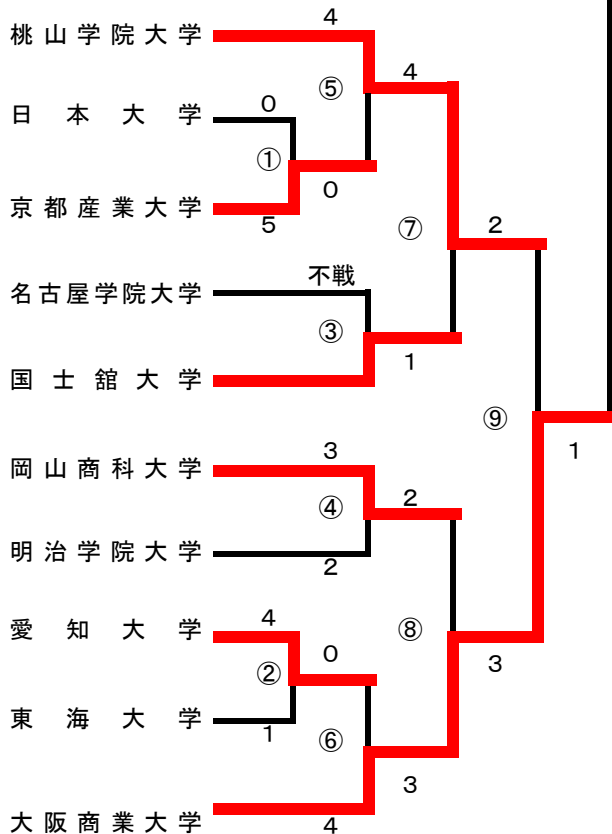 4
桃山学院大学
⑤
4
0
日本大学
①
0
京都産業大学
5
⑦
2
不戦
名古屋学院大学
③
1
国士舘大学
⑨
1
3
岡山商科大学
④
2
明治学院大学
2
4
愛知大学
0
⑧
②
3
東海大学
1
⑥
3
大阪商業大学
4